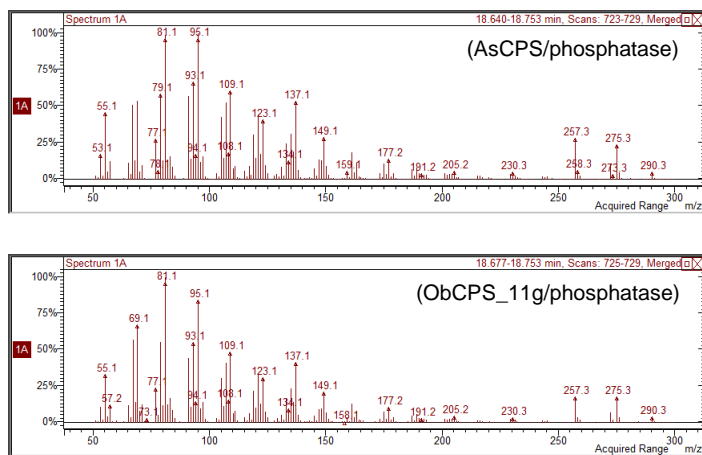 Spectrum 1A 18.640-18.753 min, Scans: 723-729, Merged
100% 81.1 95.1 (AsCPS/phosphatase)
75% 93.1
79.1 109.1
1A 50% 55.1 123.1 137.1
77.1 149.1 257.3 275.3
25% 53.1 94.1 108.1 134.1 177.2
78.1 159.1 191.2 205.2 230.3 258.3 273.3 290.3
0%
50 100 150 200 250 300
Acquired Range m/z
Spectrum 1A 18.677-18.753 min, Scans: 725-729, Merged
100% 81.1 95.1 (ObCPS_11g/phosphatase)
75% 69.1
93.1 109.1
1A 50% 55.1 123.1 137.1
25% 77.1 149.1 257.3 275.3
57.2 94.1 108.1 134.1 177.2
73.1 158.1 191.2 205.2 230.3 290.3
0%
50 100 150 200 250 300
Acquired Range m/z